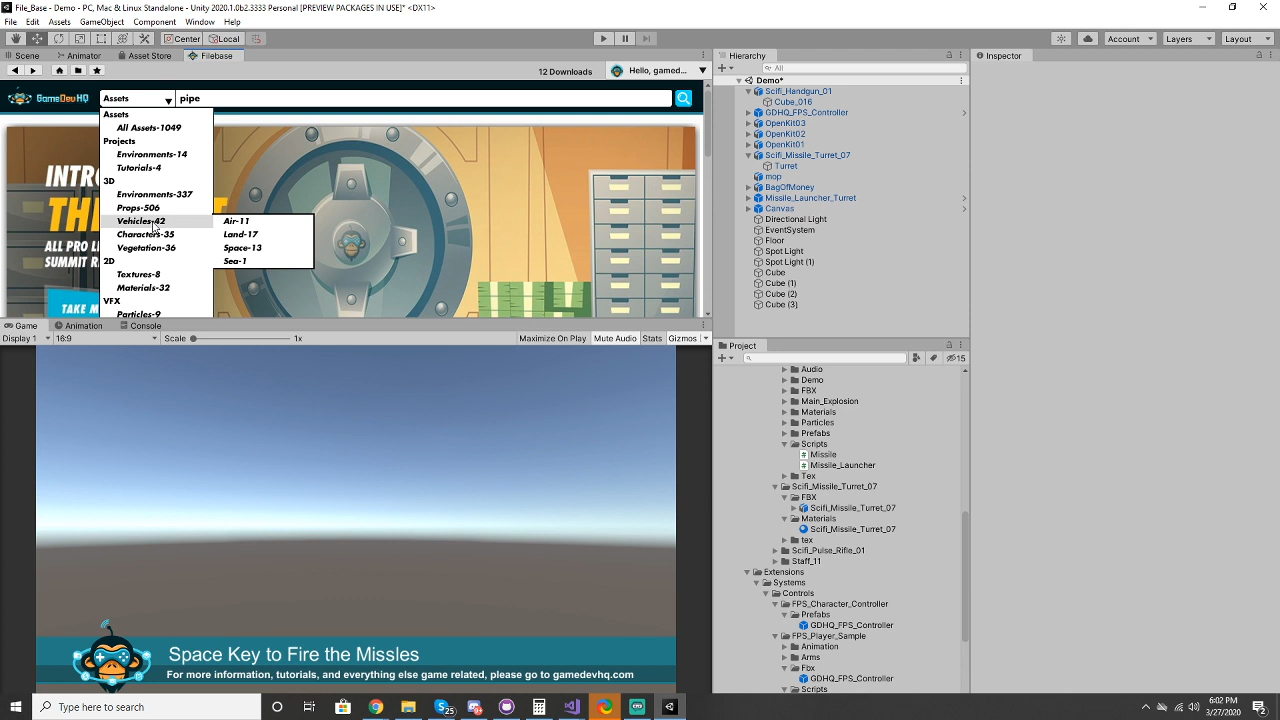 File_Base - Demo - PC, Mac & Linux Standalone - Unity 2020.1.0b2.3333 Personal [PREVIEW PACKAGES IN USE]* <DX11>
File Edit Assets GameObject Component Window Help
Center Local Account Layers Layout
Scene Animator Asset Store Filebase
12 Downloads Hello, gamed...
GameDevHQ Assets pipe
Assets
All Assets-1049
Projects
Environments-14
Tutorials-4
3D
Environments-337
Props-506
Vehicles-42
Characters-35
Vegetation-36
2D
Textures-8
Materials-32
VFX
Particles-9
Air-11
Land-17
Space-13
Sea-1
INTR
TH
ALL PRO L
SUMMIT R
TAKE M
Game Animation Console
Display 1 16:9 Scale 1x Maximize On Play Mute Audio Stats Gizmos
Space Key to Fire the Missles
For more information, tutorials, and everything else game related, please go to gamedevhq.com
Hierarchy
All
Demo*
Scifi_Handgun_01
Cube_016
GDHQ_FPS_Controller
OpenKit03
OpenKit02
OpenKit01
Scifi_Missile_Turret_07
Turret
mop
BagOfMoney
Missile_Launcher_Turret
Canvas
Directional Light
EventSystem
Floor
Spot Light
Spot Light (1)
Cube
Cube (1)
Cube (2)
Cube (3)
Project
15
Audio
Demo
FBX
Main_Explosion
Materials
Particles
Prefabs
Scripts
Missile
Missile_Launcher
Tex
Scifi_Missile_Turret_07
FBX
Scifi_Missile_Turret_07
Materials
Scifi_Missile_Turret_07
tex
Scifi_Pulse_Rifle_01
Staff_11
Extensions
Systems
Controls
FPS_Character_Controller
Prefabs
GDHQ_FPS_Controller
FPS_Player_Sample
Animation
Arms
Fbx
GDHQ_FPS_Controller
Scripts
Inspector
Type here to search
25
6:02 PM
3/27/2020
2